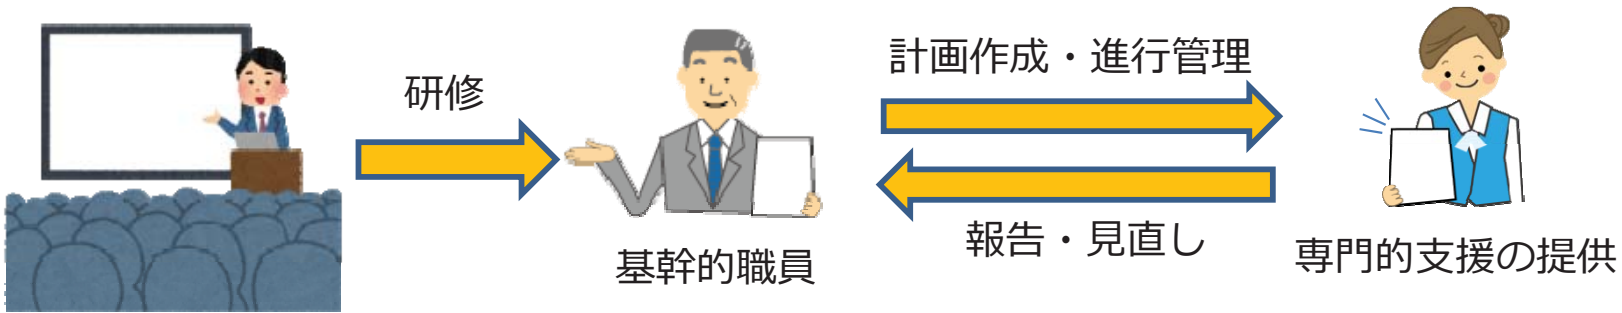 研修
計画作成・進行管理
報告・見直し
基幹的職員
専門的支援の提供